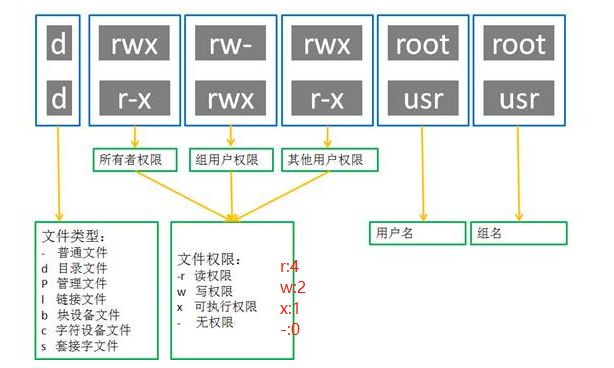 d rwx rw- rwx root root
d r-x rwx r-x usr usr
所有者权限 组用户权限 其他用户权限
用户名 组名
文件类型：
- 普通文件
d 目录文件
P 管理文件
l 链接文件
b 块设备文件
c 字符设备文件
s 套接字文件
文件权限：
-r 读权限
w 写权限
x 可执行权限
- 无权限
r:4
w:2
x:1
-:0